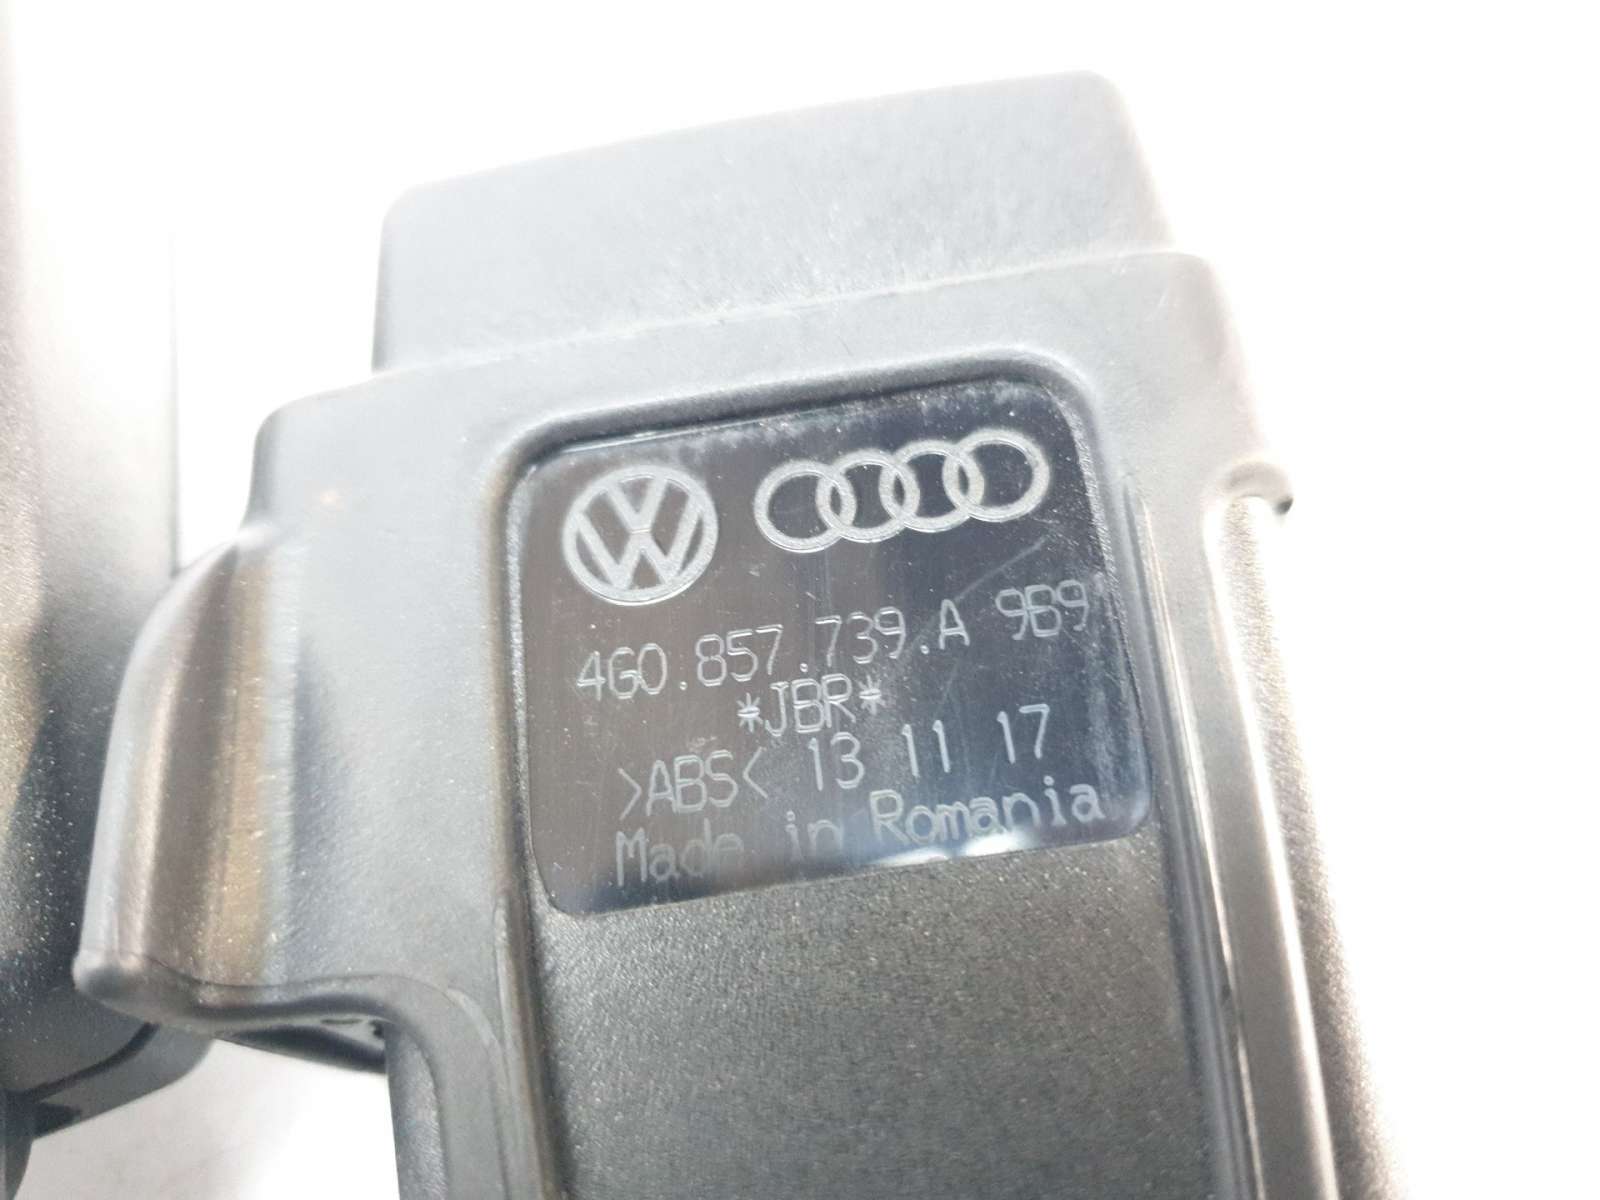 4G0.857.739.A 9B9
*JBR*
>ABS< 13 11 17
Made in Romania